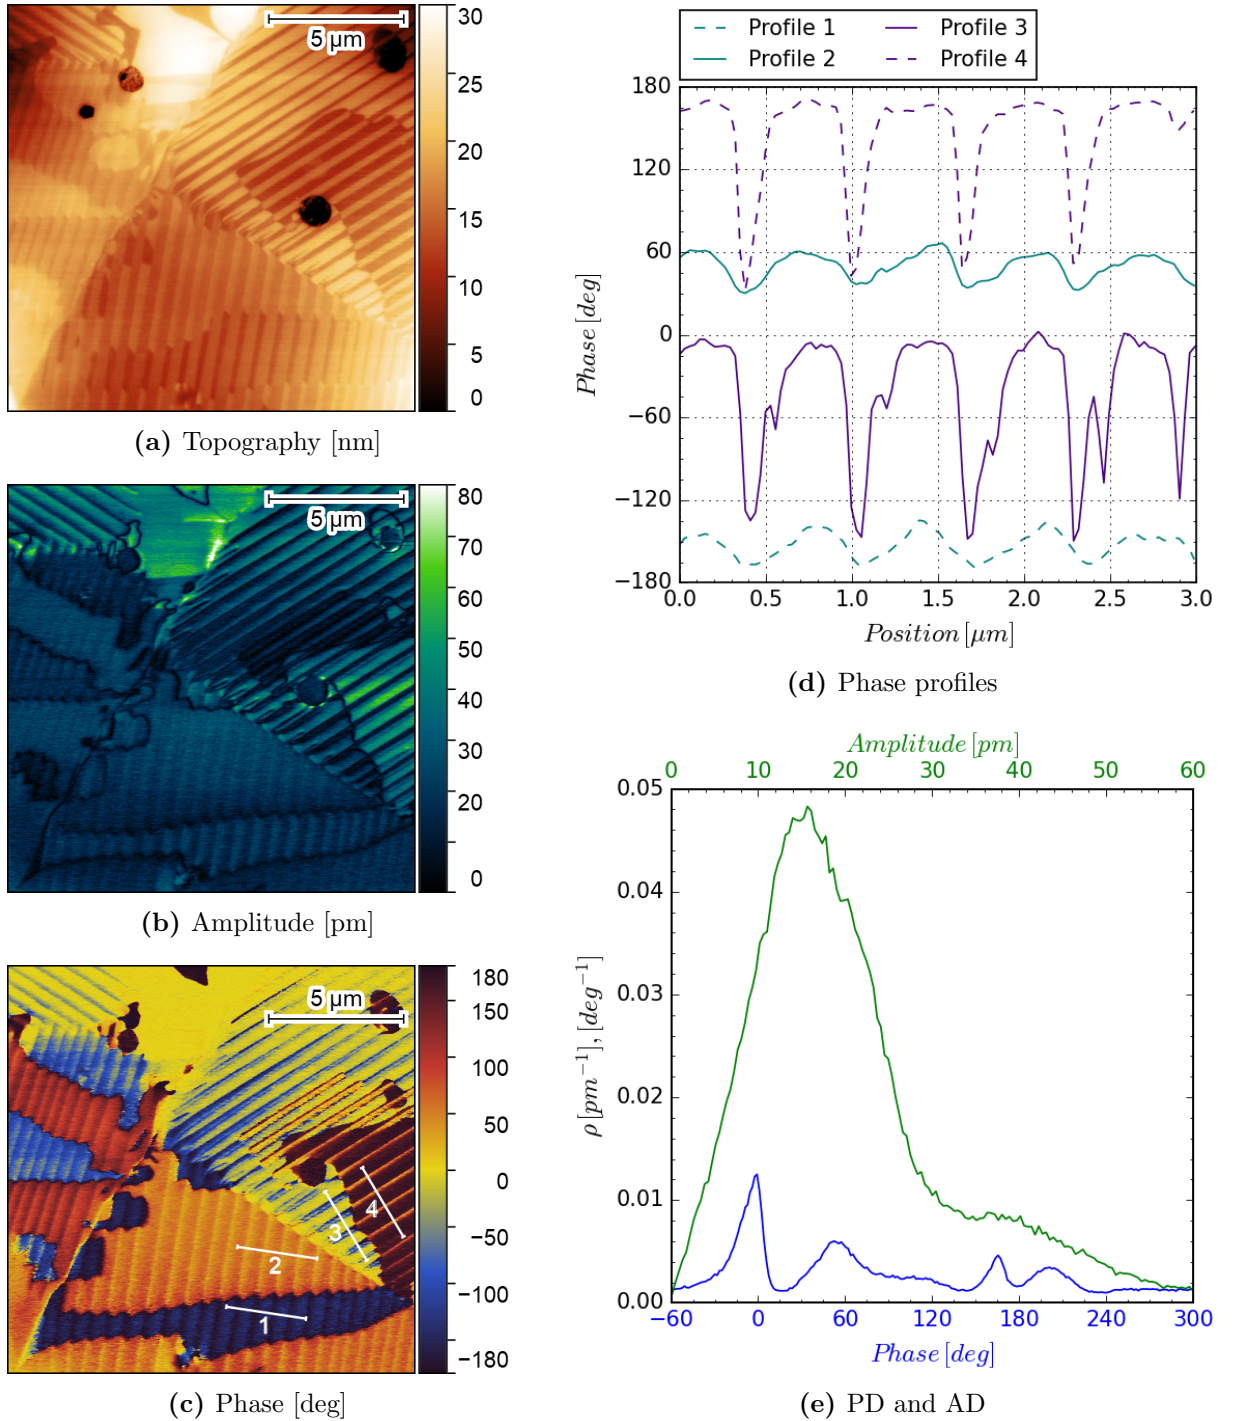 5 µm
30
25
20
15
10
5
0
(a) Topography [nm]
5 µm
80
70
60
50
40
30
20
10
0
(b) Amplitude [pm]
5 µm
1
2
3
4
180
150
100
50
0
−50
−100
−180
(c) Phase [deg]
Profile 1 Profile 3
Profile 2 Profile 4
180
120
60
0
−60
−120
−180
Phase [deg]
0.0 0.5 1.0 1.5 2.0 2.5 3.0
Position [µm]
(d) Phase profiles
Amplitude [pm]
0 10 20 30 40 50 60
0.05
0.04
0.03
0.02
0.01
0.00
ρ [pm⁻¹], [deg⁻¹]
−60 0 60 120 180 240 300
Phase [deg]
(e) PD and AD